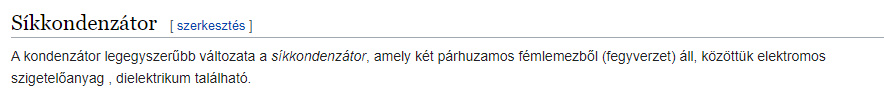 Síkkondenzátor [ szerkesztés ]
A kondenzátor legegyszerűbb változata a síkkondenzátor, amely két párhuzamos fémlemezből (fegyverzet) áll, közöttük elektromos
szigetelőanyag , dielektrikum található.